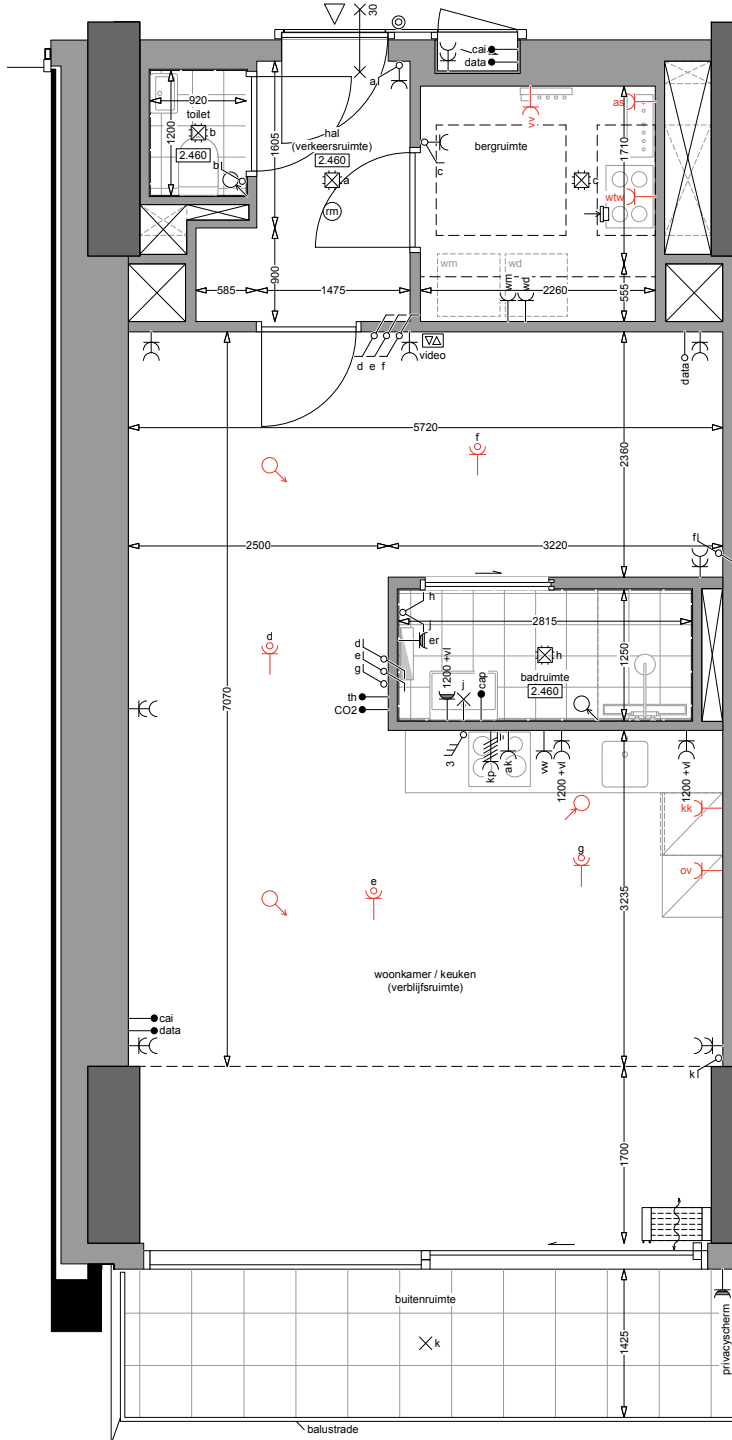 30
cai
data
a
920
toilet
b
2.460
1200
b
1605
hal
(verkeersruimte)
2.460
a
rm
c
vv
bergruimte
as
1710
c
wtw
wm
wd
900
585
1475
2260
wm
wd
555
d e f
video
data
5720
f
2360
2500
3220
f
d
7070
h
2815
j
er
d
e
g
1200 +vl
j
cap
h
badruimte
2.460
1250
th
CO2
3
kp
ak
vw
1200 +vl
1200 +vl
kk
g
ov
e
3235
woonkamer / keuken
(verblijfsruimte)
cai
data
k
1700
buitenruimte
k
1425
privacyscherm
balustrade